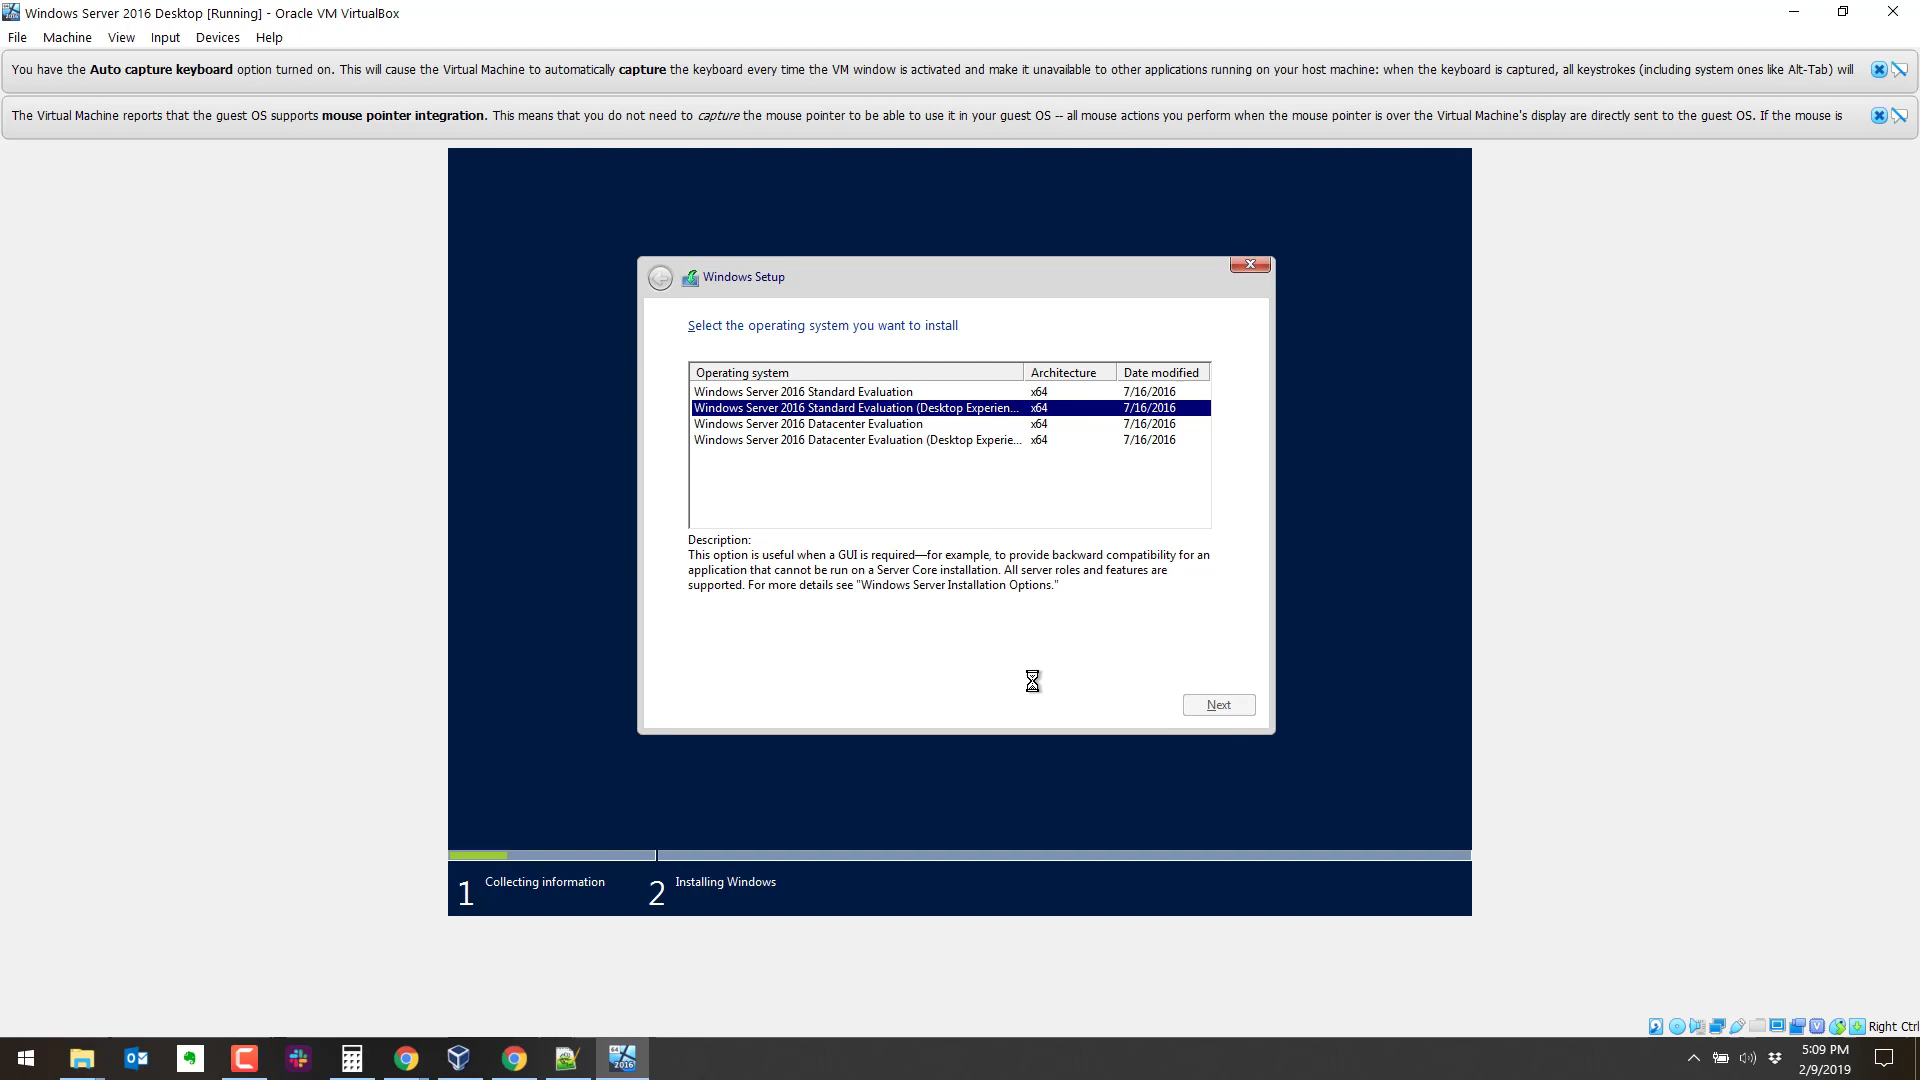 Windows Server 2016 Desktop [Running] - Oracle VM VirtualBox
File Machine View Input Devices Help
You have the Auto capture keyboard option turned on. This will cause the Virtual Machine to automatically capture the keyboard every time the VM window is activated and make it unavailable to other applications running on your host machine: when the keyboard is captured, all keystrokes (including system ones like Alt-Tab) will
The Virtual Machine reports that the guest OS supports mouse pointer integration. This means that you do not need to capture the mouse pointer to be able to use it in your guest OS -- all mouse actions you perform when the mouse pointer is over the Virtual Machine's display are directly sent to the guest OS. If the mouse is
Windows Setup
Select the operating system you want to install
Operating system Architecture Date modified
Windows Server 2016 Standard Evaluation x64 7/16/2016
Windows Server 2016 Standard Evaluation (Desktop Experien... x64 7/16/2016
Windows Server 2016 Datacenter Evaluation x64 7/16/2016
Windows Server 2016 Datacenter Evaluation (Desktop Experie... x64 7/16/2016
Description:
This option is useful when a GUI is required—for example, to provide backward compatibility for an
application that cannot be run on a Server Core installation. All server roles and features are
supported. For more details see "Windows Server Installation Options."
Next
1 Collecting information 2 Installing Windows
Right Ctrl
64
2016
5:09 PM
2/9/2019